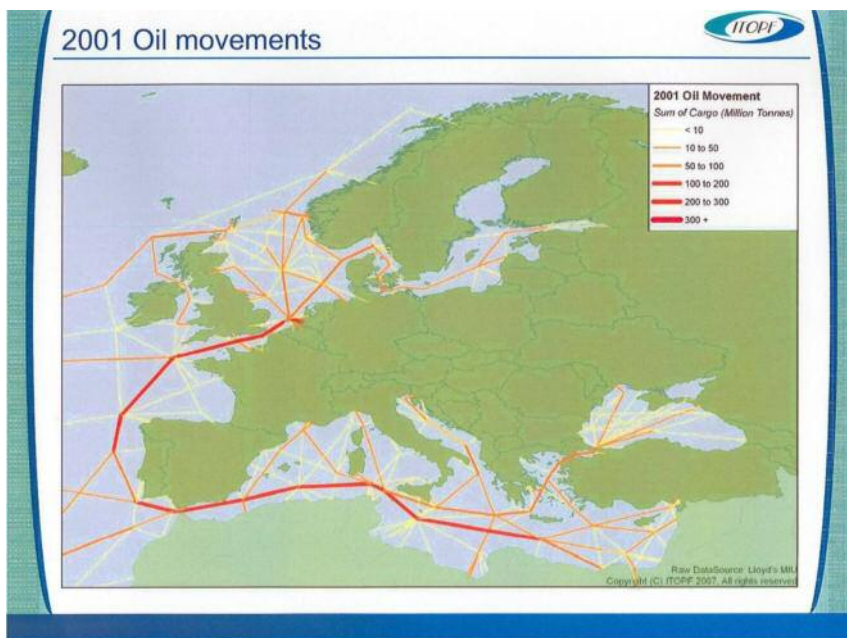 2001 Oil movements
ITOPF
2001 Oil Movement
Sum of Cargo (Million Tonnes)
< 10
10 to 50
50 to 100
100 to 200
200 to 300
300 +
Raw DataSource: Lloyd's MIU
Copyright (C) ITOPF 2007, All rights reserved